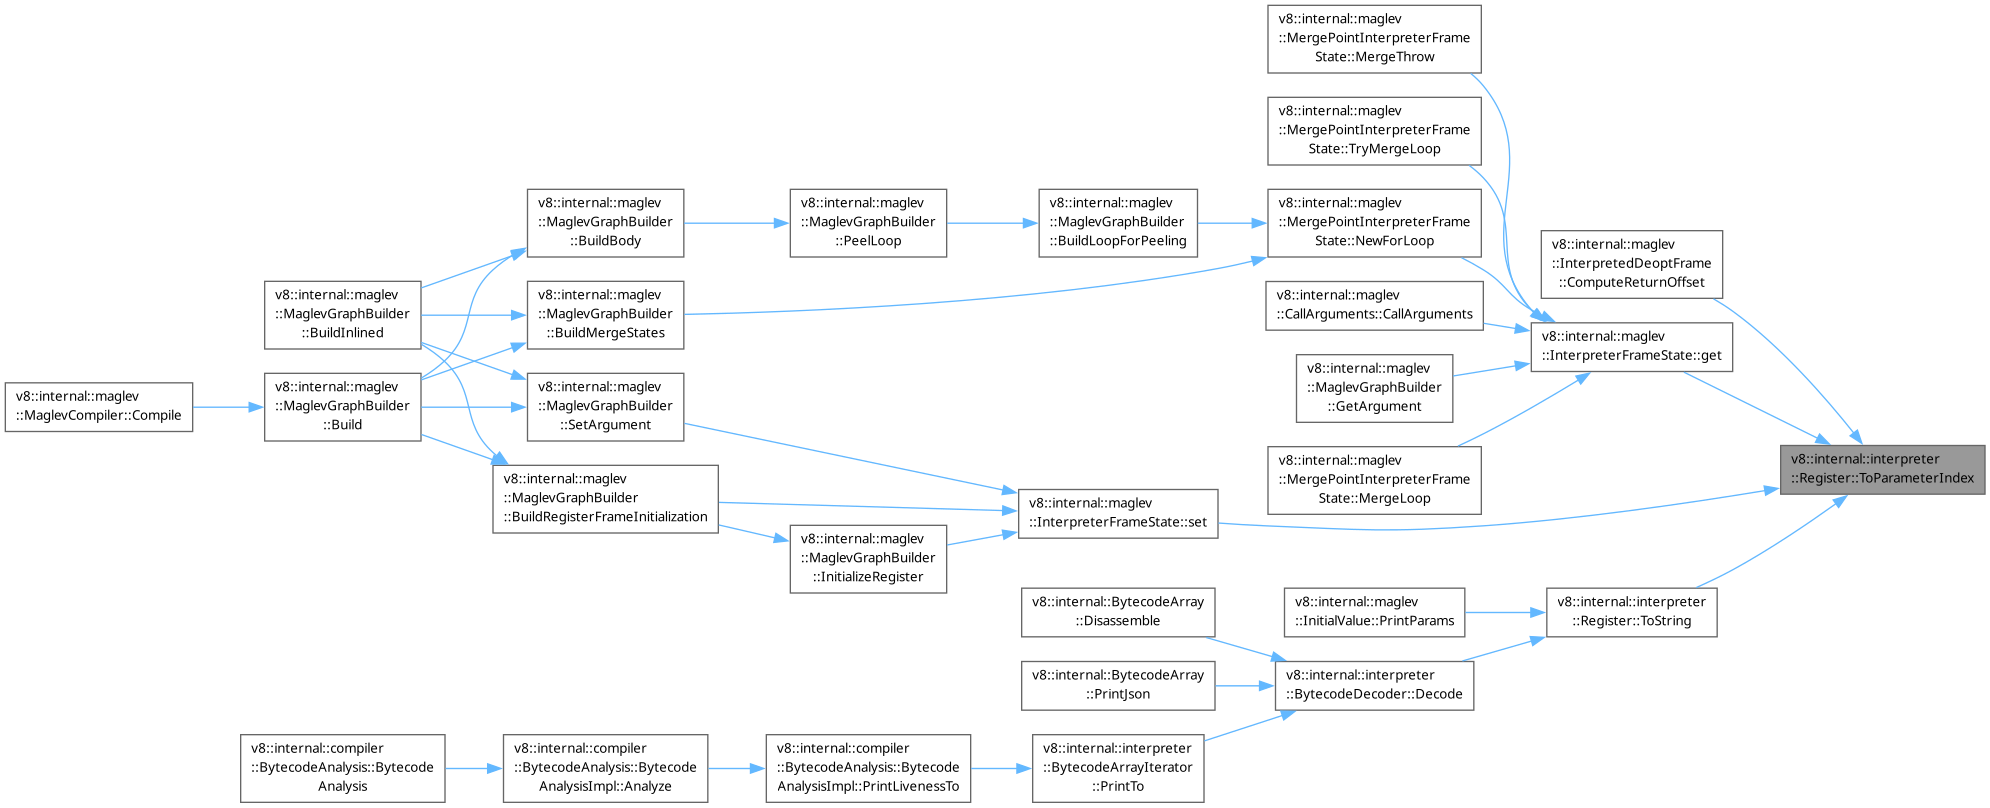 v8::internal::maglev
::MergePointInterpreterFrame
State::MergeThrow
v8::internal::maglev
::MergePointInterpreterFrame
State::TryMergeLoop
v8::internal::maglev
::MaglevGraphBuilder
::BuildBody
v8::internal::maglev
::MaglevGraphBuilder
::PeelLoop
v8::internal::maglev
::MaglevGraphBuilder
::BuildLoopForPeeling
v8::internal::maglev
::MergePointInterpreterFrame
State::NewForLoop
v8::internal::maglev
::InterpretedDeoptFrame
::ComputeReturnOffset
v8::internal::maglev
::MaglevGraphBuilder
::BuildInlined
v8::internal::maglev
::MaglevGraphBuilder
::BuildMergeStates
v8::internal::maglev
::CallArguments::CallArguments
v8::internal::maglev
::InterpreterFrameState::get
v8::internal::maglev
::MaglevCompiler::Compile
v8::internal::maglev
::MaglevGraphBuilder
::Build
v8::internal::maglev
::MaglevGraphBuilder
::SetArgument
v8::internal::maglev
::MaglevGraphBuilder
::GetArgument
v8::internal::maglev
::MergePointInterpreterFrame
State::MergeLoop
v8::internal::interpreter
::Register::ToParameterIndex
v8::internal::maglev
::MaglevGraphBuilder
::BuildRegisterFrameInitialization
v8::internal::maglev
::InterpreterFrameState::set
v8::internal::maglev
::MaglevGraphBuilder
::InitializeRegister
v8::internal::BytecodeArray
::Disassemble
v8::internal::maglev
::InitialValue::PrintParams
v8::internal::interpreter
::Register::ToString
v8::internal::BytecodeArray
::PrintJson
v8::internal::interpreter
::BytecodeDecoder::Decode
v8::internal::compiler
::BytecodeAnalysis::Bytecode
Analysis
v8::internal::compiler
::BytecodeAnalysis::Bytecode
AnalysisImpl::Analyze
v8::internal::compiler
::BytecodeAnalysis::Bytecode
AnalysisImpl::PrintLivenessTo
v8::internal::interpreter
::BytecodeArrayIterator
::PrintTo